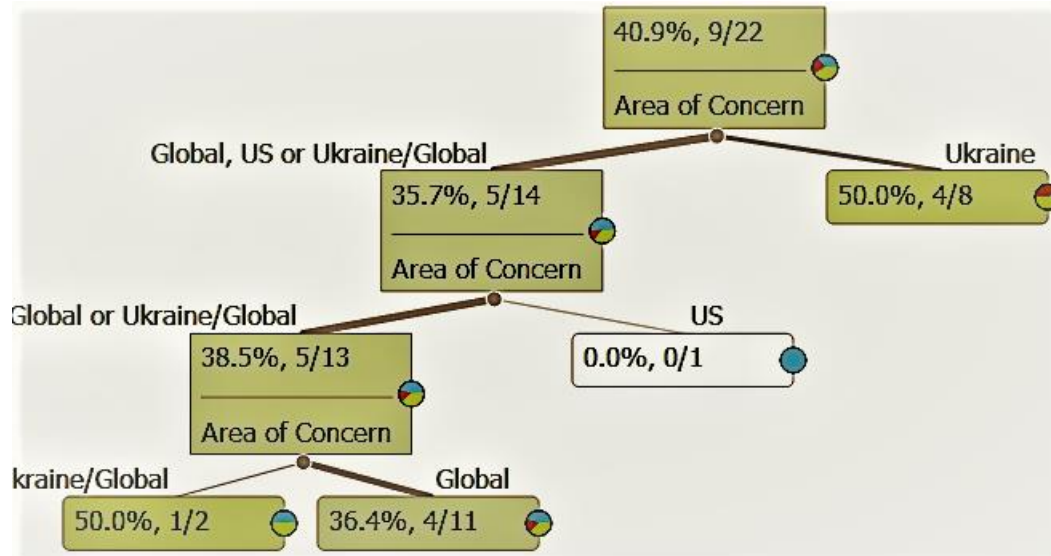 40.9%, 9/22
Area of Concern
Global, US or Ukraine/Global
Ukraine
35.7%, 5/14
50.0%, 4/8
Area of Concern
Global or Ukraine/Global
US
38.5%, 5/13
0.0%, 0/1
Area of Concern
kraine/Global
Global
50.0%, 1/2
36.4%, 4/11